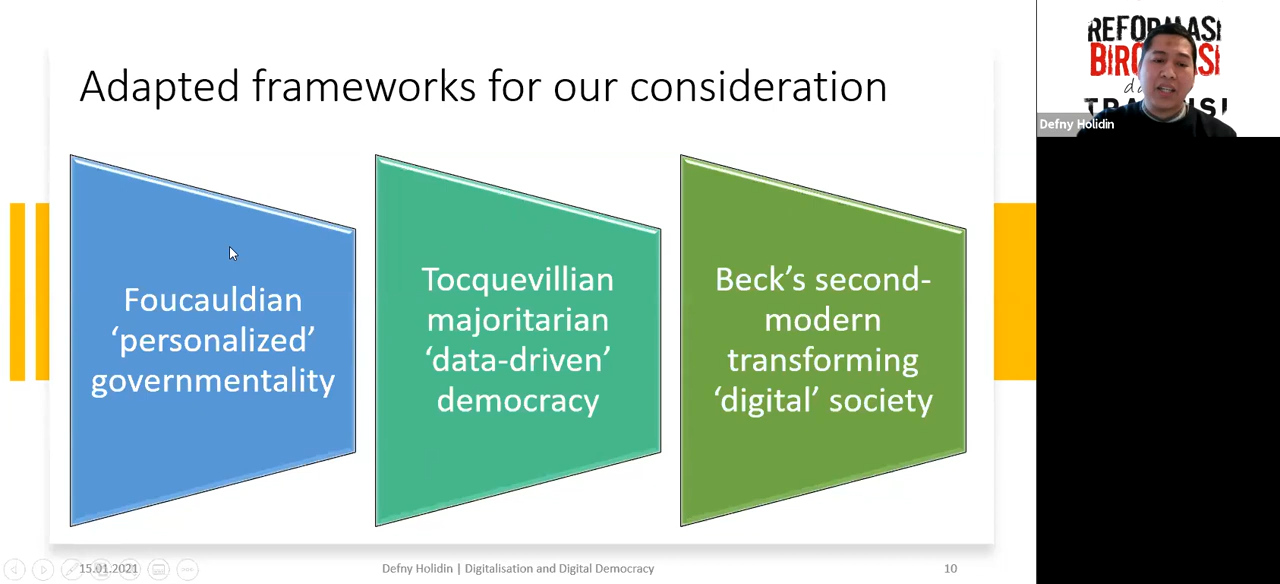 Adapted frameworks for our consideration
Foucauldian
‘personalized’
governmentality
Tocquevillian
majoritarian
‘data-driven’
democracy
Beck’s second-
modern
transforming
‘digital’ society
15.01.2021
Defny Holidin | Digitalisation and Digital Democracy
10
REFORMASI
Defny Holidin